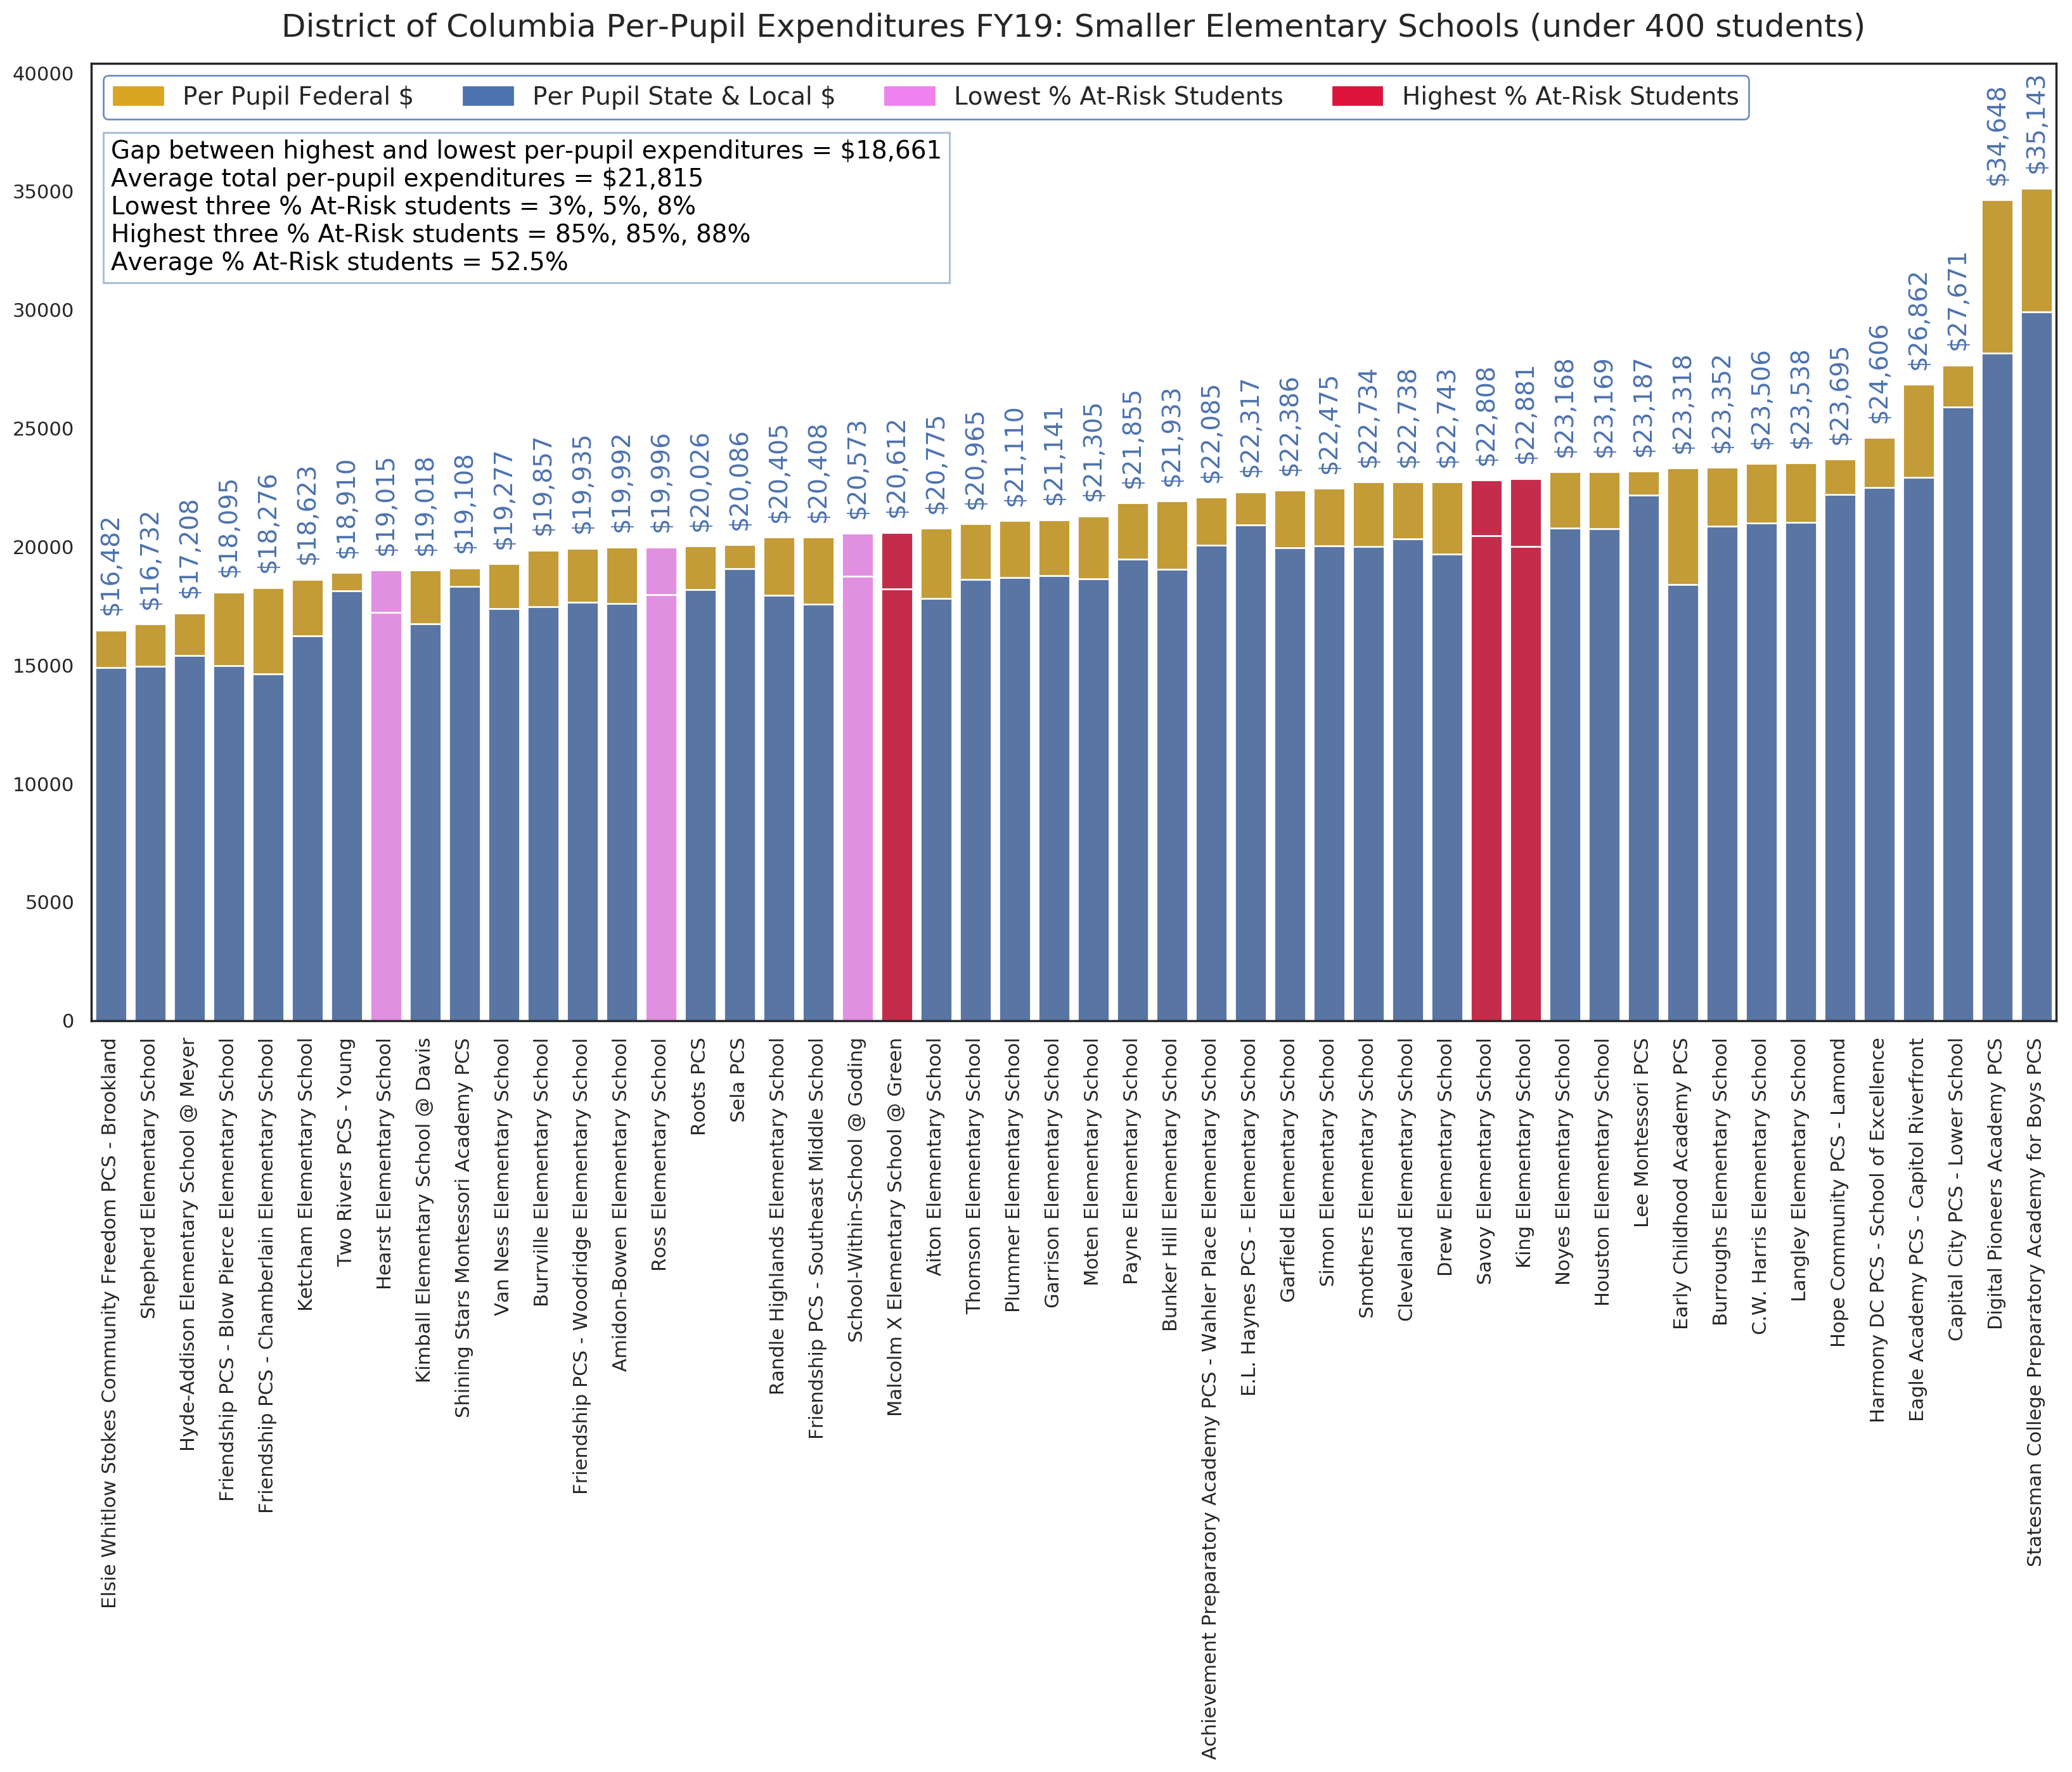 District of Columbia Per-Pupil Expenditures FY19: Smaller Elementary Schools (under 400 students)
Per Pupil Federal $
Per Pupil State & Local $
Lowest % At-Risk Students
Highest % At-Risk Students
Gap between highest and lowest per-pupil expenditures = $18,661
Average total per-pupil expenditures = $21,815
Lowest three % At-Risk students = 3%, 5%, 8%
Highest three % At-Risk students = 85%, 85%, 88%
Average % At-Risk students = 52.5%
40000
35000
30000
25000
20000
15000
10000
5000
0
$16,482
$16,732
$17,208
$18,095
$18,276
$18,623
$18,910
$19,015
$19,018
$19,108
$19,277
$19,857
$19,935
$19,992
$19,996
$20,026
$20,086
$20,405
$20,408
$20,573
$20,612
$20,775
$20,965
$21,110
$21,141
$21,305
$21,855
$21,933
$22,085
$22,317
$22,386
$22,475
$22,734
$22,738
$22,743
$22,808
$22,881
$23,168
$23,169
$23,187
$23,318
$23,352
$23,506
$23,538
$23,695
$24,606
$26,862
$27,671
$34,648
$35,143
Elsie Whitlow Stokes Community Freedom PCS - Brookland
Shepherd Elementary School
Hyde-Addison Elementary School @ Meyer
Friendship PCS - Blow Pierce Elementary School
Friendship PCS - Chamberlain Elementary School
Ketcham Elementary School
Two Rivers PCS - Young
Hearst Elementary School
Kimball Elementary School @ Davis
Shining Stars Montessori Academy PCS
Van Ness Elementary School
Burrville Elementary School
Friendship PCS - Woodridge Elementary School
Amidon-Bowen Elementary School
Ross Elementary School
Roots PCS
Sela PCS
Randle Highlands Elementary School
Friendship PCS - Southeast Middle School
School-Within-School @ Goding
Malcolm X Elementary School @ Green
Aiton Elementary School
Thomson Elementary School
Plummer Elementary School
Garrison Elementary School
Moten Elementary School
Payne Elementary School
Bunker Hill Elementary School
Achievement Preparatory Academy PCS - Wahler Place Elementary School
E.L. Haynes PCS - Elementary School
Garfield Elementary School
Simon Elementary School
Smothers Elementary School
Cleveland Elementary School
Drew Elementary School
Savoy Elementary School
King Elementary School
Noyes Elementary School
Houston Elementary School
Lee Montessori PCS
Early Childhood Academy PCS
Burroughs Elementary School
C.W. Harris Elementary School
Langley Elementary School
Hope Community PCS - Lamond
Harmony DC PCS - School of Excellence
Eagle Academy PCS - Capitol Riverfront
Capital City PCS - Lower School
Digital Pioneers Academy PCS
Statesman College Preparatory Academy for Boys PCS